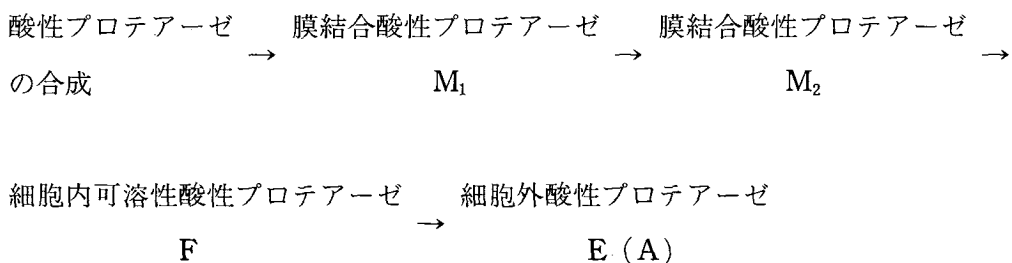 酸性プロテアーゼの合成 → 膜結合酸性プロテアーゼ M₁ → 膜結合酸性プロテアーゼ M₂ →
細胞内可溶性酸性プロテアーゼ F → 細胞外酸性プロテアーゼ E (A)